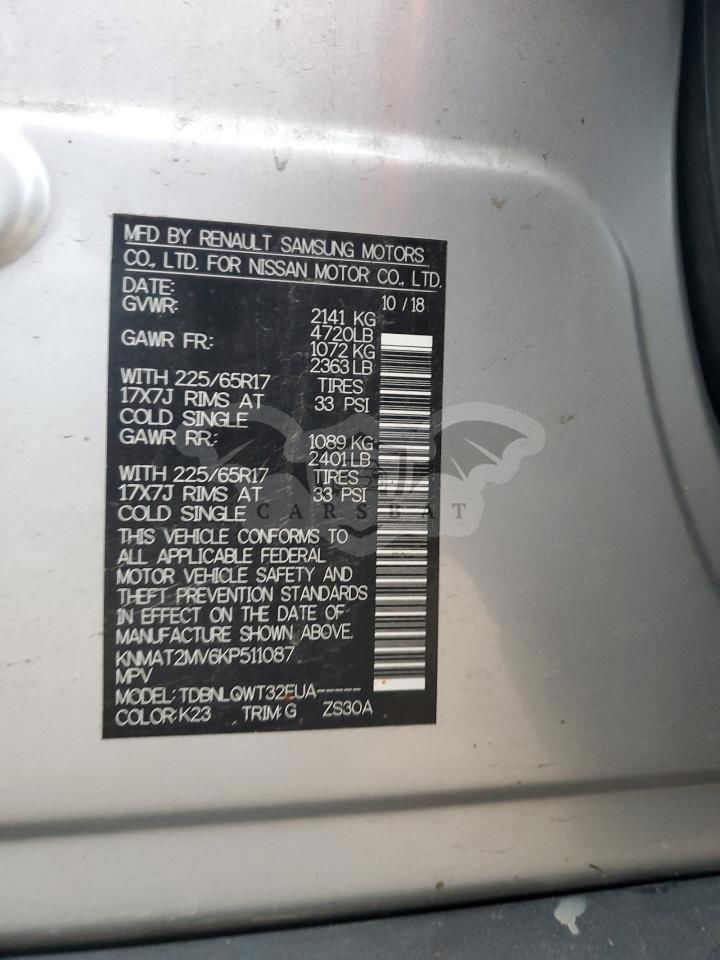 MFD BY RENAULT SAMSUNG MOTORS
CO., LTD. FOR NISSAN MOTOR CO., LTD.
DATE: 10 / 18
GVWR: 2141 KG
4720LB
GAWR FR: 1072 KG
2363LB
WITH 225/65R17 TIRES
17X7J RIMS AT 33 PSI
COLD SINGLE
GAWR RR: 1089 KG
2401LB
WITH 225/65R17 TIRES
17X7J RIMS AT 33 PSI
COLD SINGLE
CARSBAT
THIS VEHICLE CONFORMS TO
ALL APPLICABLE FEDERAL
MOTOR VEHICLE SAFETY AND
THEFT PREVENTION STANDARDS
IN EFFECT ON THE DATE OF
MANUFACTURE SHOWN ABOVE.
KNMAT2MV6KP511087
MPV
MODEL: TDBNLQWT32EUA-----
COLOR:K23 TRIM:G ZS30A